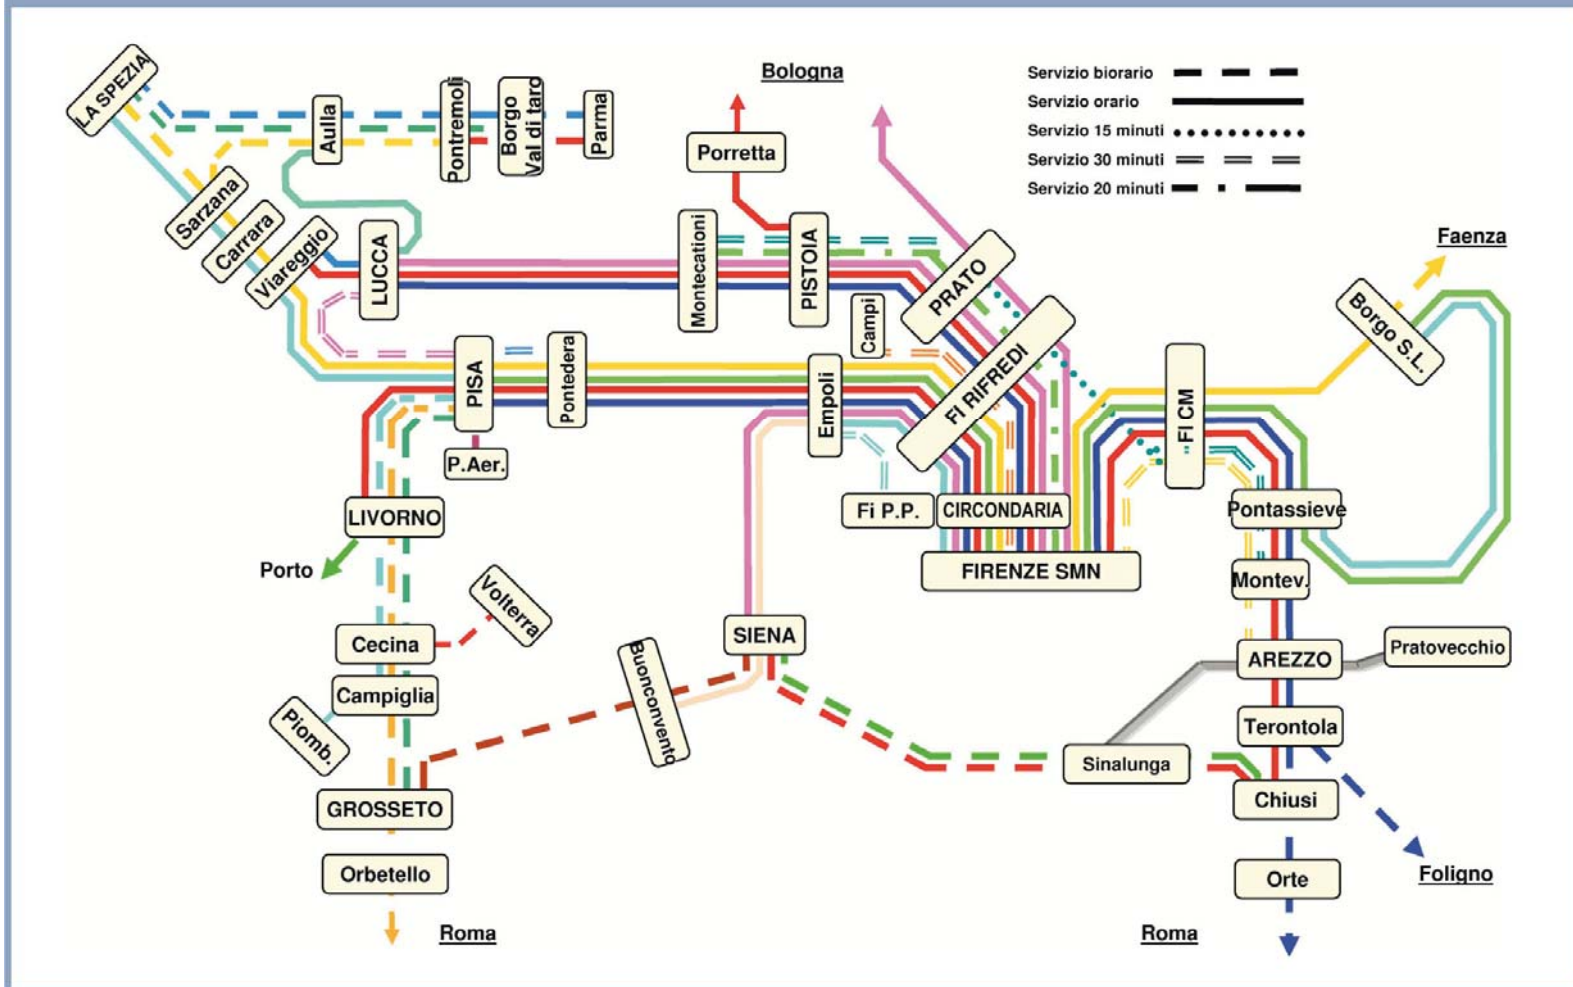 LA SPEZIA
Aulla
Pontremoli
Borgo
Val di taro
Parma
Bologna
Porretta
Servizio biorario
Servizio orario
Servizio 15 minuti
Servizio 30 minuti
Servizio 20 minuti
Sarzana
Carrara
Viareggio
LUCCA
Montecationi
PISTOIA
PRATO
Campi
FI RIFREDI
Faenza
Borgo S.L.
PISA
Pontedera
Empoli
FI CM
P.Aer.
LIVORNO
Fi P.P.
CIRCONDARIA
Pontassieve
Porto
FIRENZE SMN
Montev.
Volterra
Cecina
SIENA
Buonconvento
AREZZO
Pratovecchio
Campiglia
Piomb.
Terontola
Sinalunga
GROSSETO
Chiusi
Orbetello
Orte
Foligno
Roma
Roma